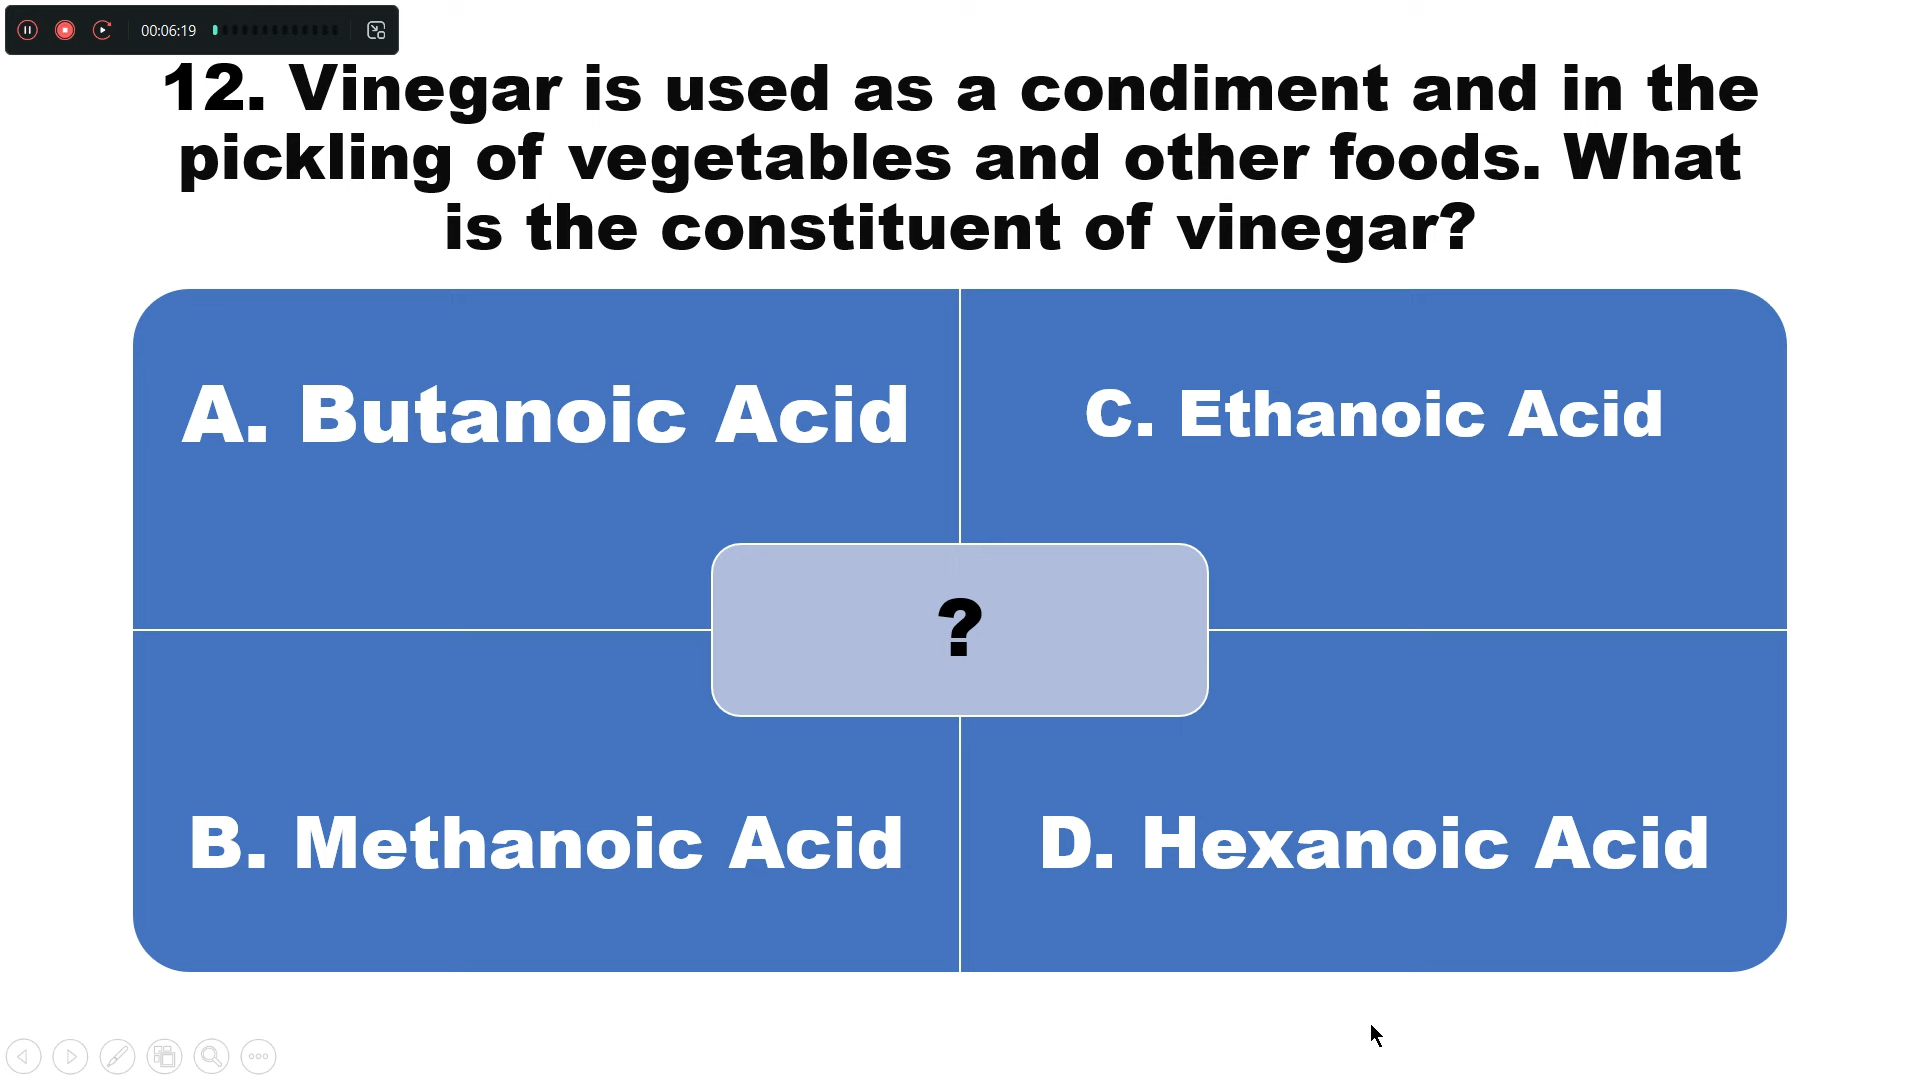 00:06:19
12. Vinegar is used as a condiment and in the
pickling of vegetables and other foods. What
is the constituent of vinegar?
A. Butanoic Acid
C. Ethanoic Acid
?
B. Methanoic Acid
D. Hexanoic Acid